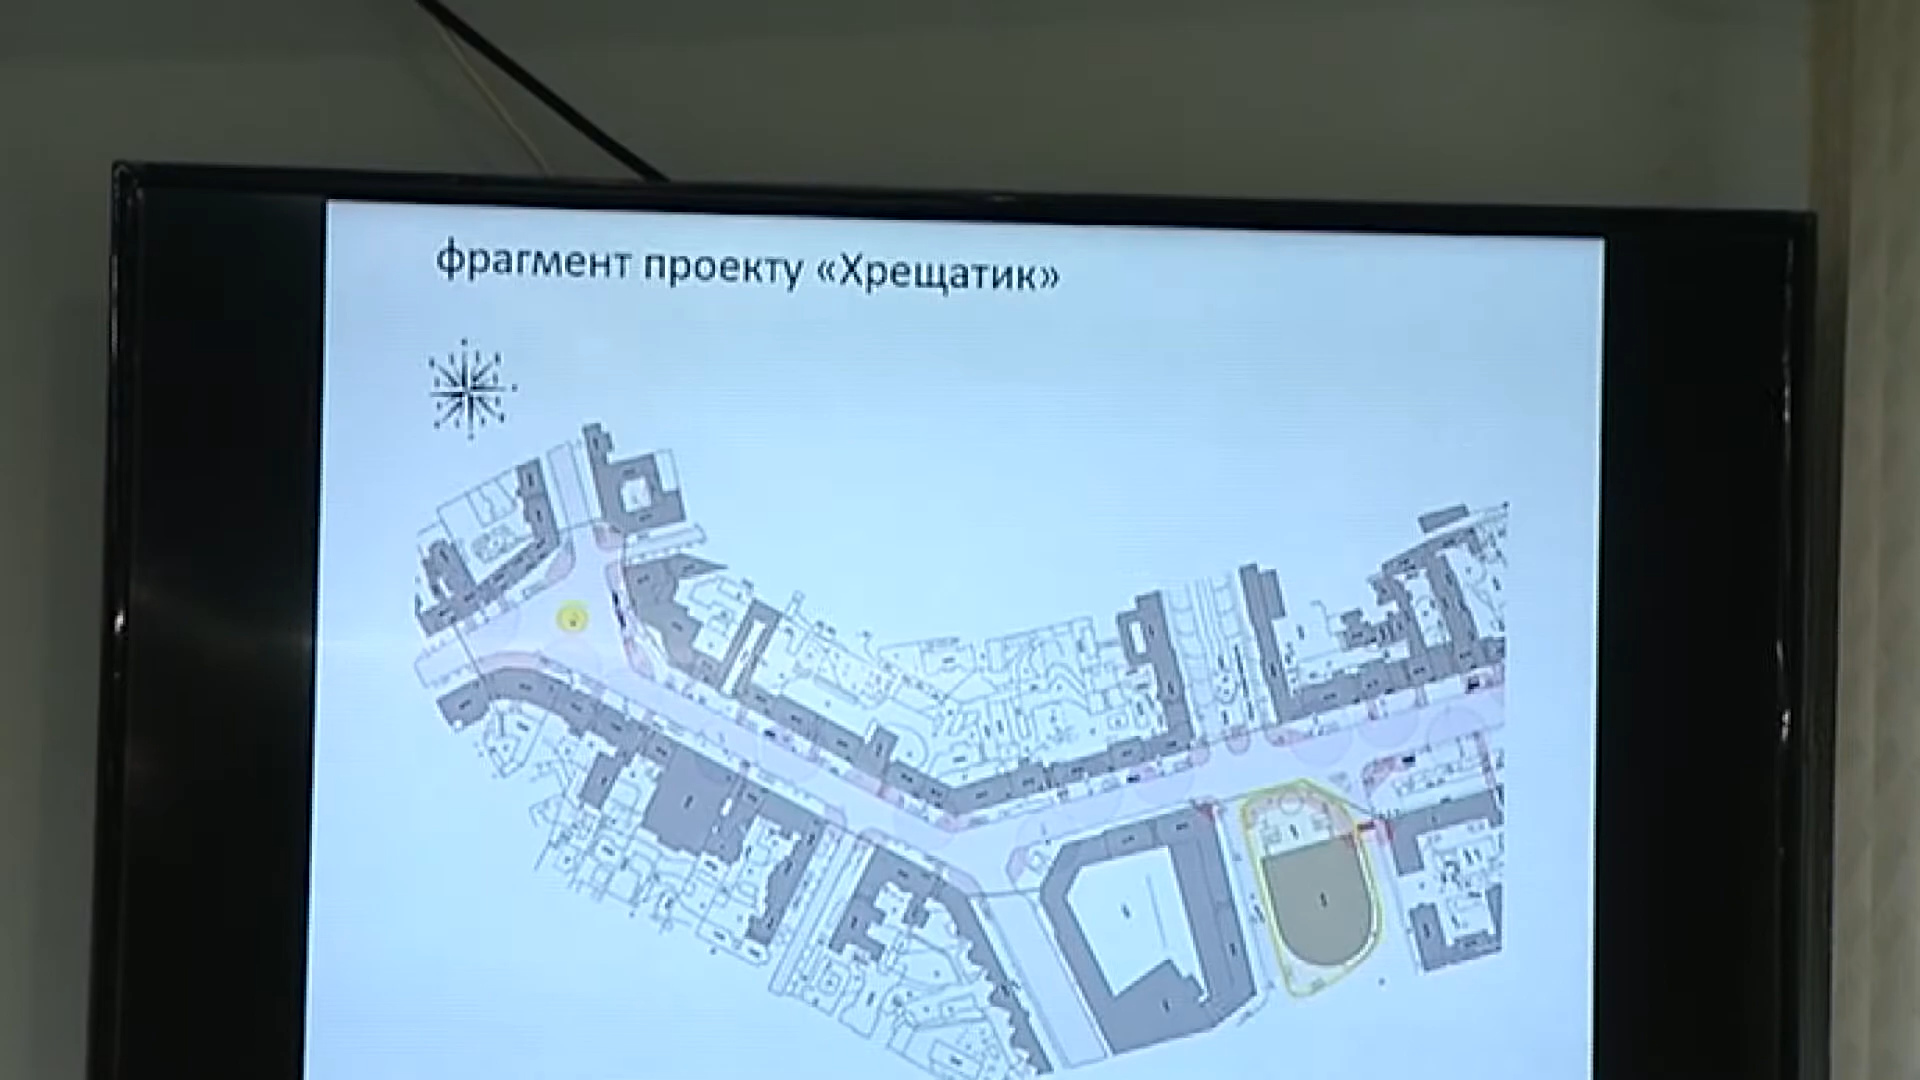 фрагмент проекту «Хрещатик»